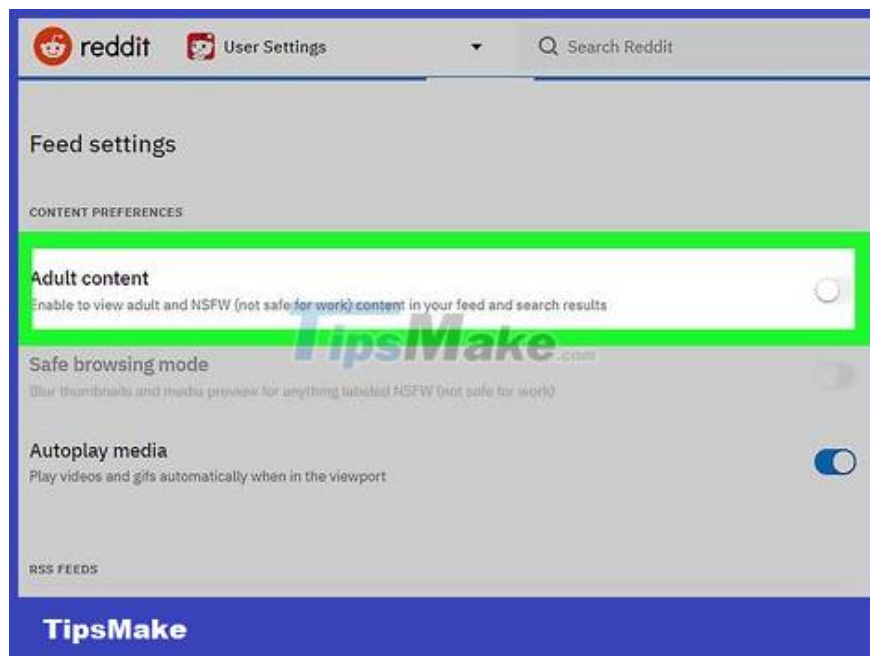 reddit User Settings Search Reddit
Feed settings
CONTENT PREFERENCES
Adult content
Enable to view adult and NSFW (not safe for work) content in your feed and search results
TipsMake.com
Safe browsing mode
Blur thumbnails and media preview for anything labeled NSFW (not safe for work)
Autoplay media
Play videos and gifs automatically when in the viewport
RSS FEEDS
TipsMake